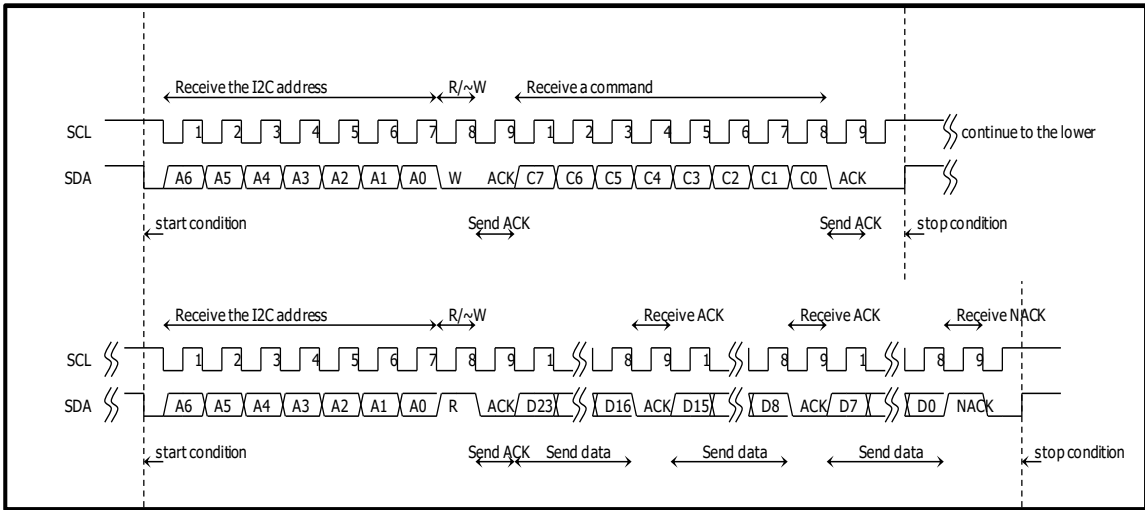 Receive the I2C address R/~W Receive a command
SCL 1 2 3 4 5 6 7 8 9 1 2 3 4 5 6 7 8 9 continue to the lower
SDA A6 A5 A4 A3 A2 A1 A0 W ACK C7 C6 C5 C4 C3 C2 C1 C0 ACK
start condition Send ACK Send ACK stop condition
Receive the I2C address R/~W Receive ACK Receive ACK Receive NACK
SCL 1 2 3 4 5 6 7 8 9 1 8 9 1 8 9 1 8 9
SDA A6 A5 A4 A3 A2 A1 A0 R ACK D23 D16 ACK D15 D8 ACK D7 D0 NACK
start condition Send ACK Send data Send data Send data stop condition